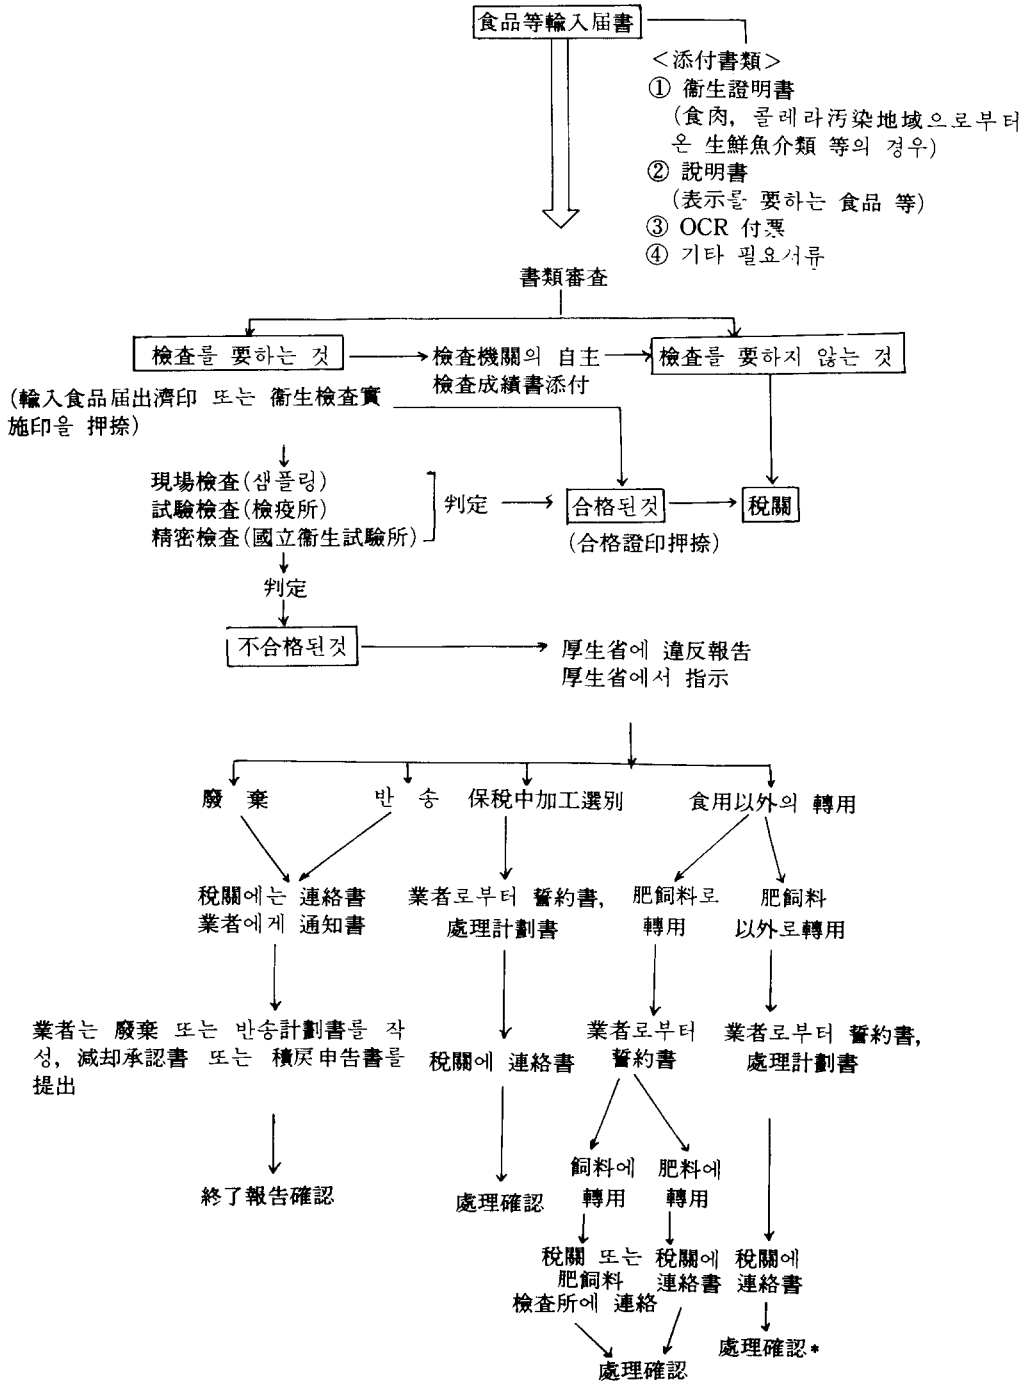 食品等輸入届書
＜添付書類＞
① 衞生證明書
(食肉, 콜레라汚染地域으로부터
온 生鮮魚介類 等의 경우)
② 說明書
(表示를 要하는 食品 等)
③ OCR 付票
④ 기타 필요서류
書類審査
檢査를 要하는 것
檢査機關의 自主
檢査成績書添付
檢査를 要하지 않는 것
(輸入食品届出濟印 또는 衞生檢査實
施印을 押捺)
現場檢査(샘플링)
試驗檢査(檢疫所)
精密檢査(國立衞生試驗所)
判定
合格된것
稅關
(合格證印押捺)
判定
不合格된것
厚生省에 違反報告
厚生省에서 指示
廢 棄
반 송
保稅中加工選別
食用以外의 轉用
稅關에는 連絡書
業者에게 通知書
業者로부터 誓約書,
處理計劃書
肥飼料로
轉用
肥飼料
以外로轉用
業者는 廢棄 또는 반송計劃書를 작
성, 減却承認書 또는 積戾申告書를
提出
稅關에 連絡書
業者로부터
誓約書
業者로부터 誓約書,
處理計劃書
終了報告確認
處理確認
飼料에
轉用
肥料에
轉用
稅關 또는
肥飼料
檢査所에 連絡
稅關에
連絡書
稅關에
連絡書
處理確認
處理確認*